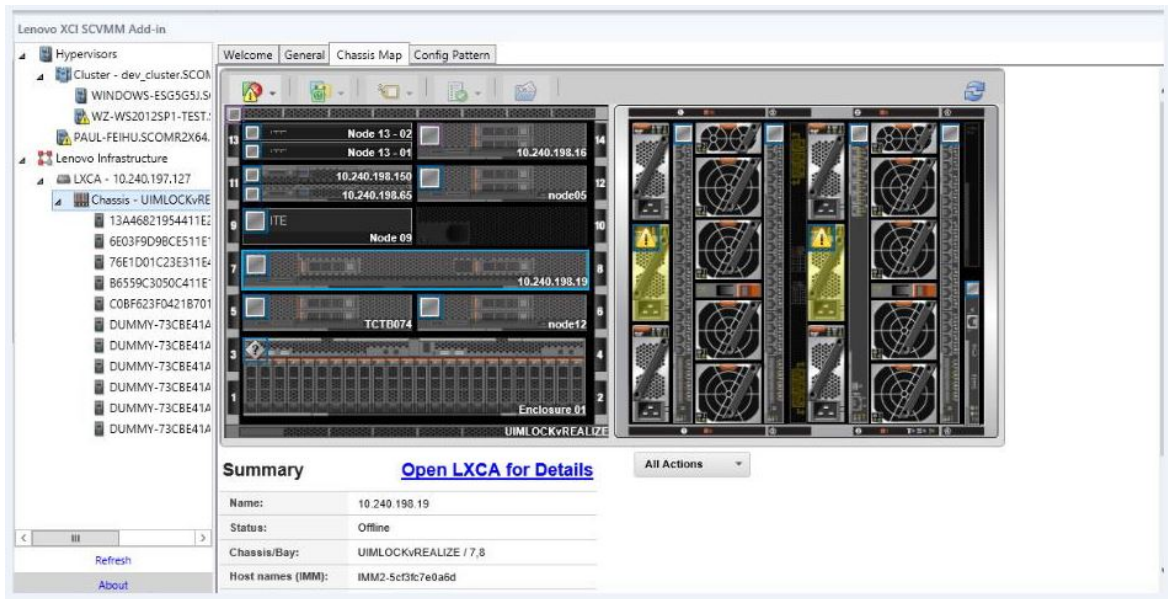 Lenovo XCI SCVMM Add-in
Hypervisors
Cluster - dev_cluster.SCOM
WINDOWS-ESG5G5J.S
WZ-WS2012SP1-TEST.
PAUL-FEIHU.SCOMR2X64.
Lenovo Infrastructure
LXCA - 10.240.197.127
Chassis - UIMLOCKvRE
13A46821954411E2
6E03F9D9BCE511E
76E1D01C23E311E4
B6559C3050C411E
C0BF623F0421B701
DUMMY-73CBE41A
DUMMY-73CBE41A
DUMMY-73CBE41A
DUMMY-73CBE41A
DUMMY-73CBE41A
DUMMY-73CBE41A
Refresh
About
Welcome General Chassis Map Config Pattern
13 Node 13 - 02 14
Node 13 - 01 10.240.198.16
11 10.240.198.150 12
10.240.198.65 node05
9 ITE 10
Node 09
7 8
10.240.198.19
5 6
TCTB074 node12
3 4
1 2
Enclosure 01
UIMLOCKvREALIZE
Summary Open LXCA for Details All Actions
Name: 10.240.198.19
Status: Offline
Chassis/Bay: UIMLOCKvREALIZE / 7,8
Host names (IMM): IMM2-5cf3fc7e0a6d